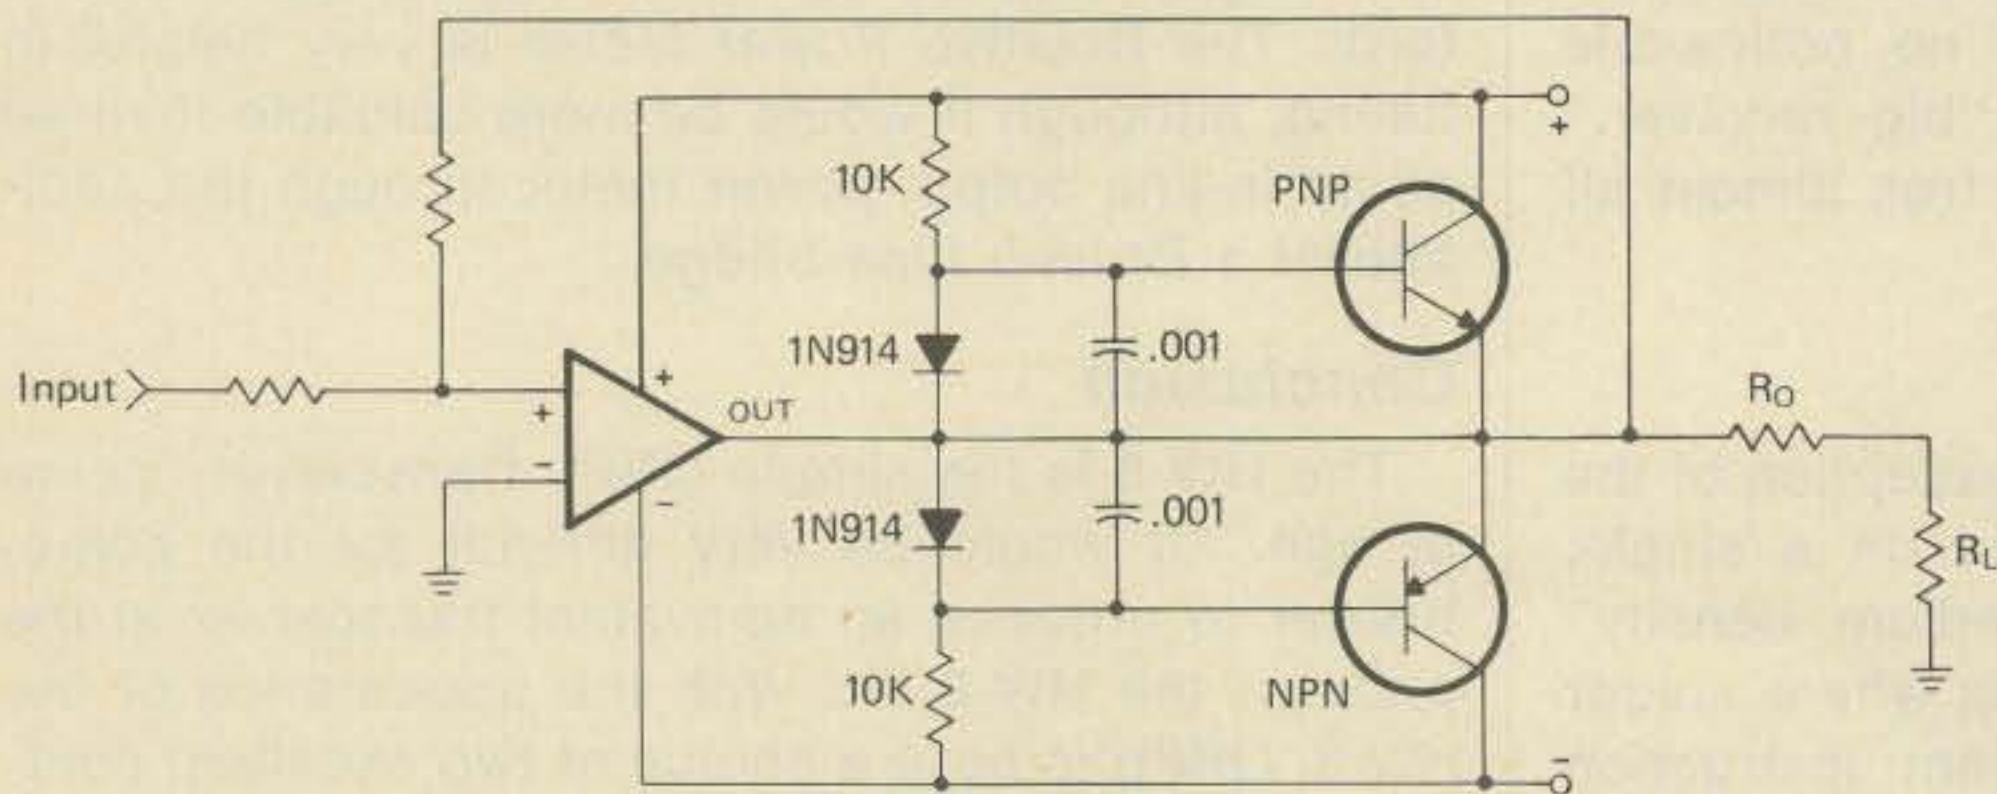 +
10K
PNP
1N914
.001
Input
+
+
OUT
RO
-
-
1N914
.001
RL
10K
NPN
-